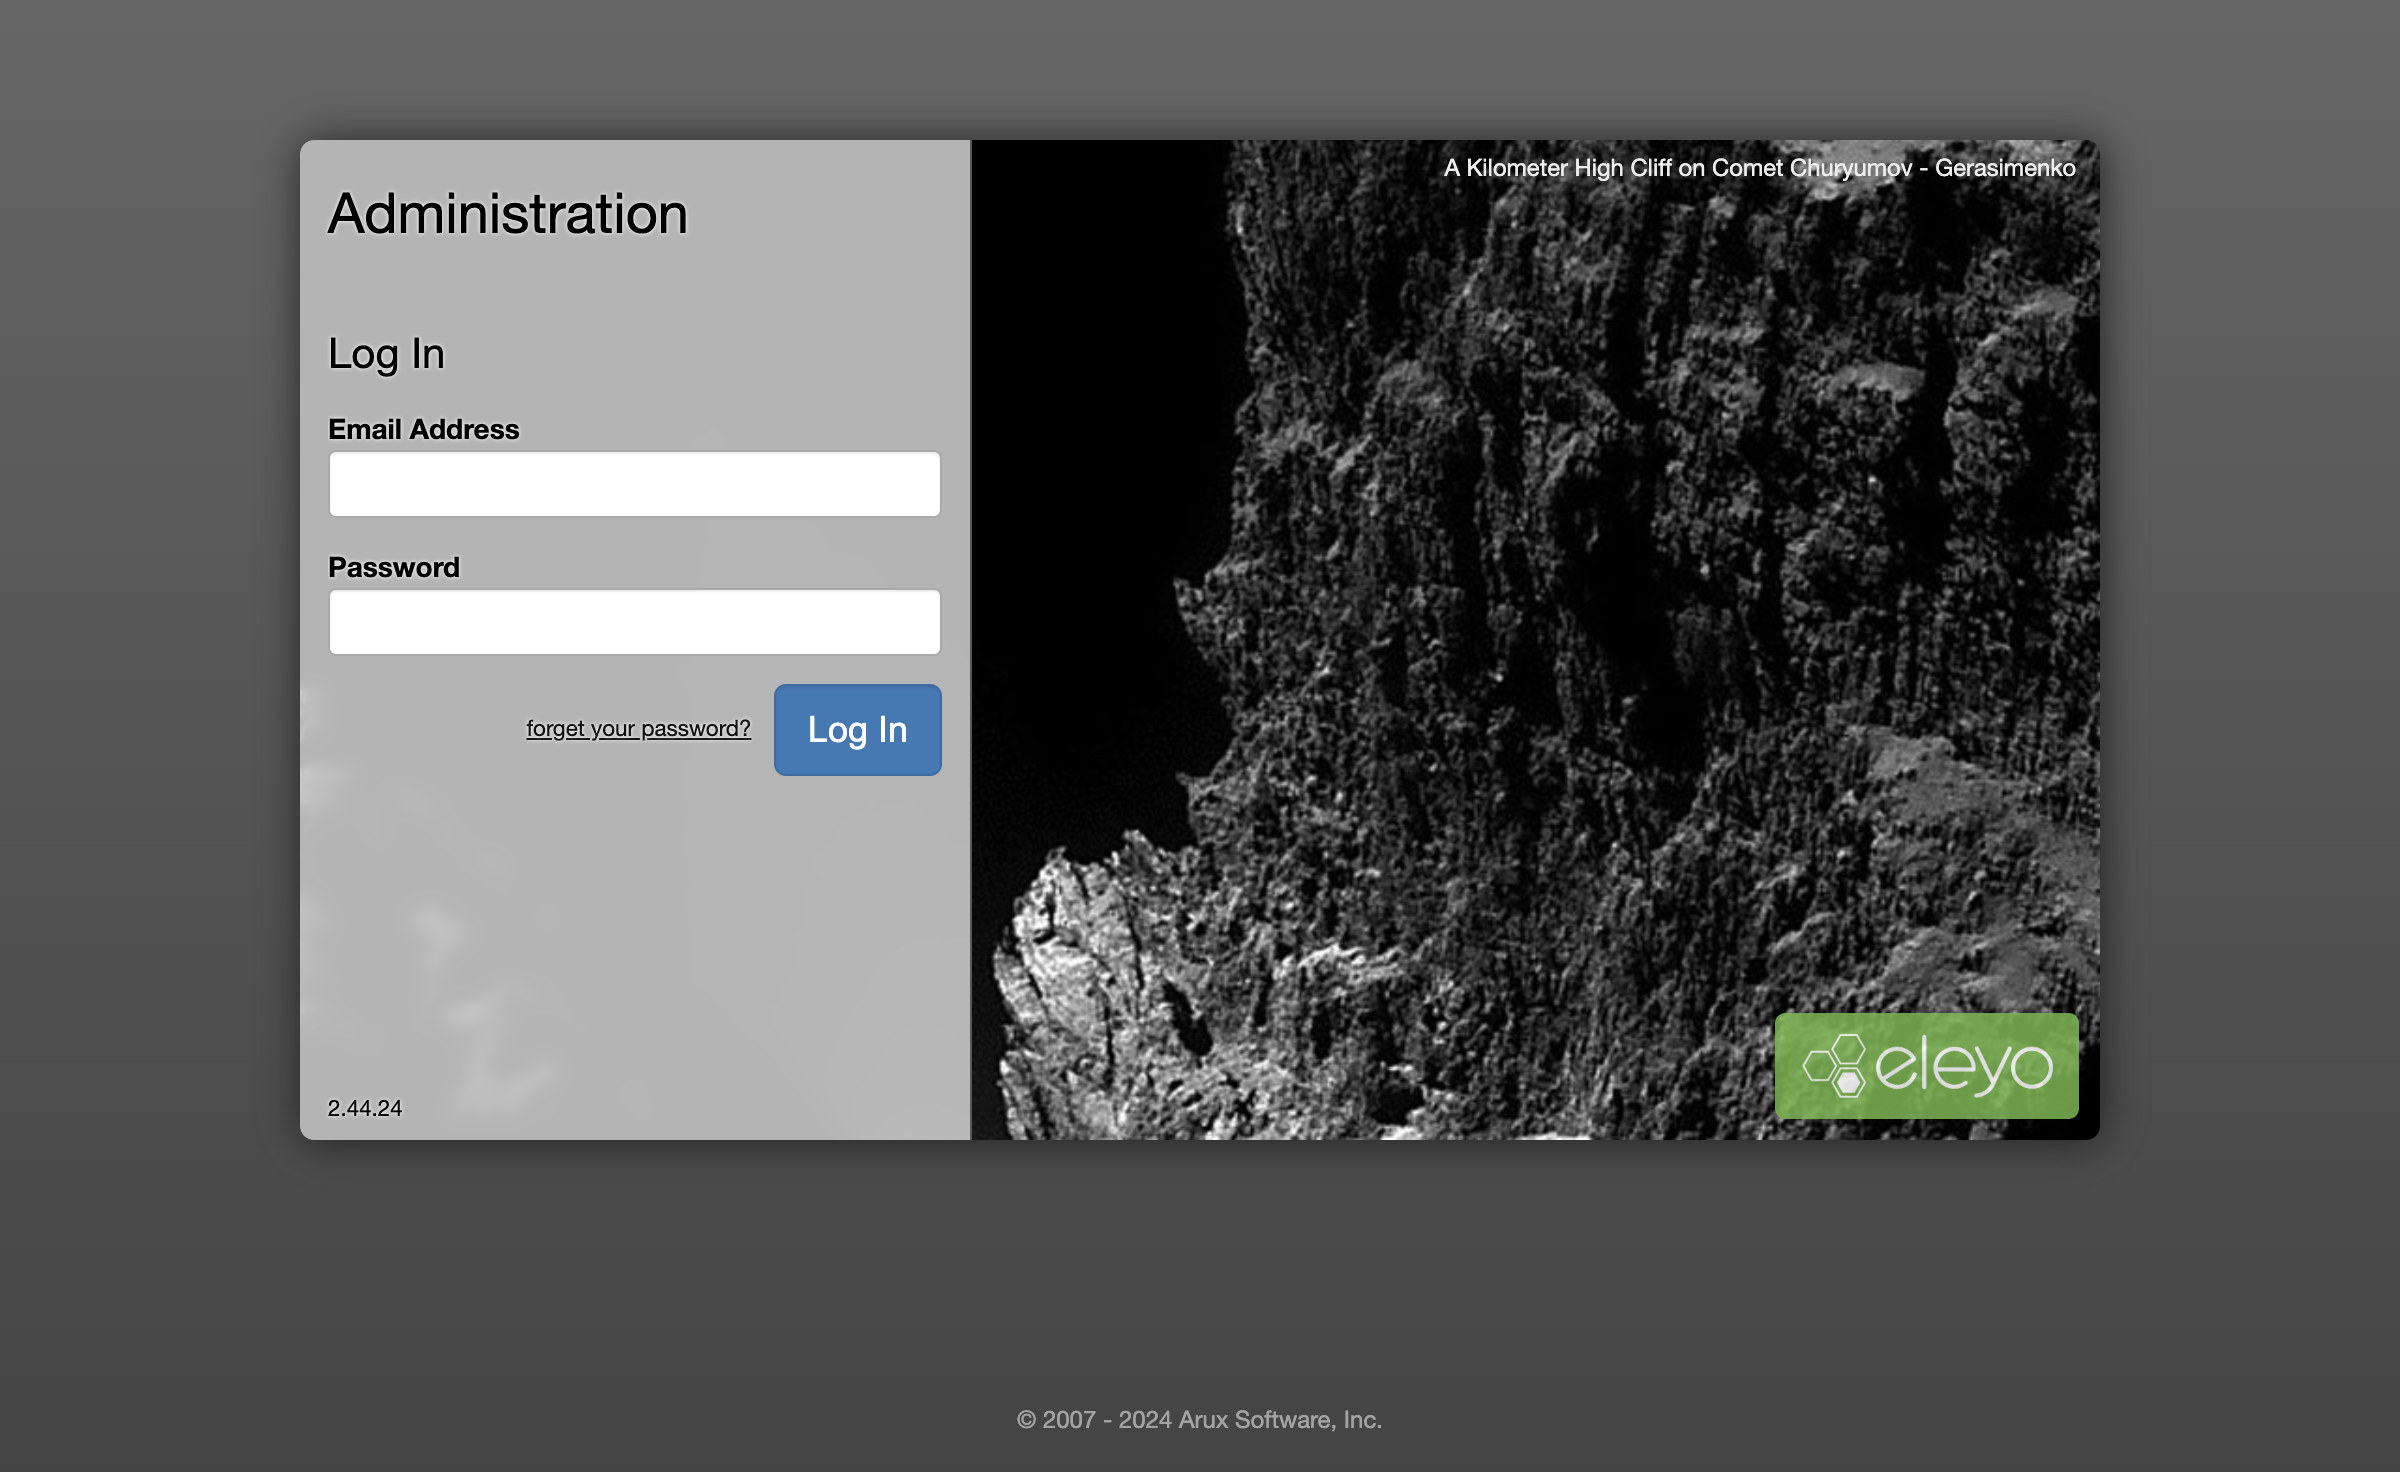 A Kilometer High Cliff on Comet Churyumov - Gerasimenko
Administration
Log In
Email Address
Password
forget your password?
Log In
2.44.24
eleyo
© 2007 - 2024 Arux Software, Inc.